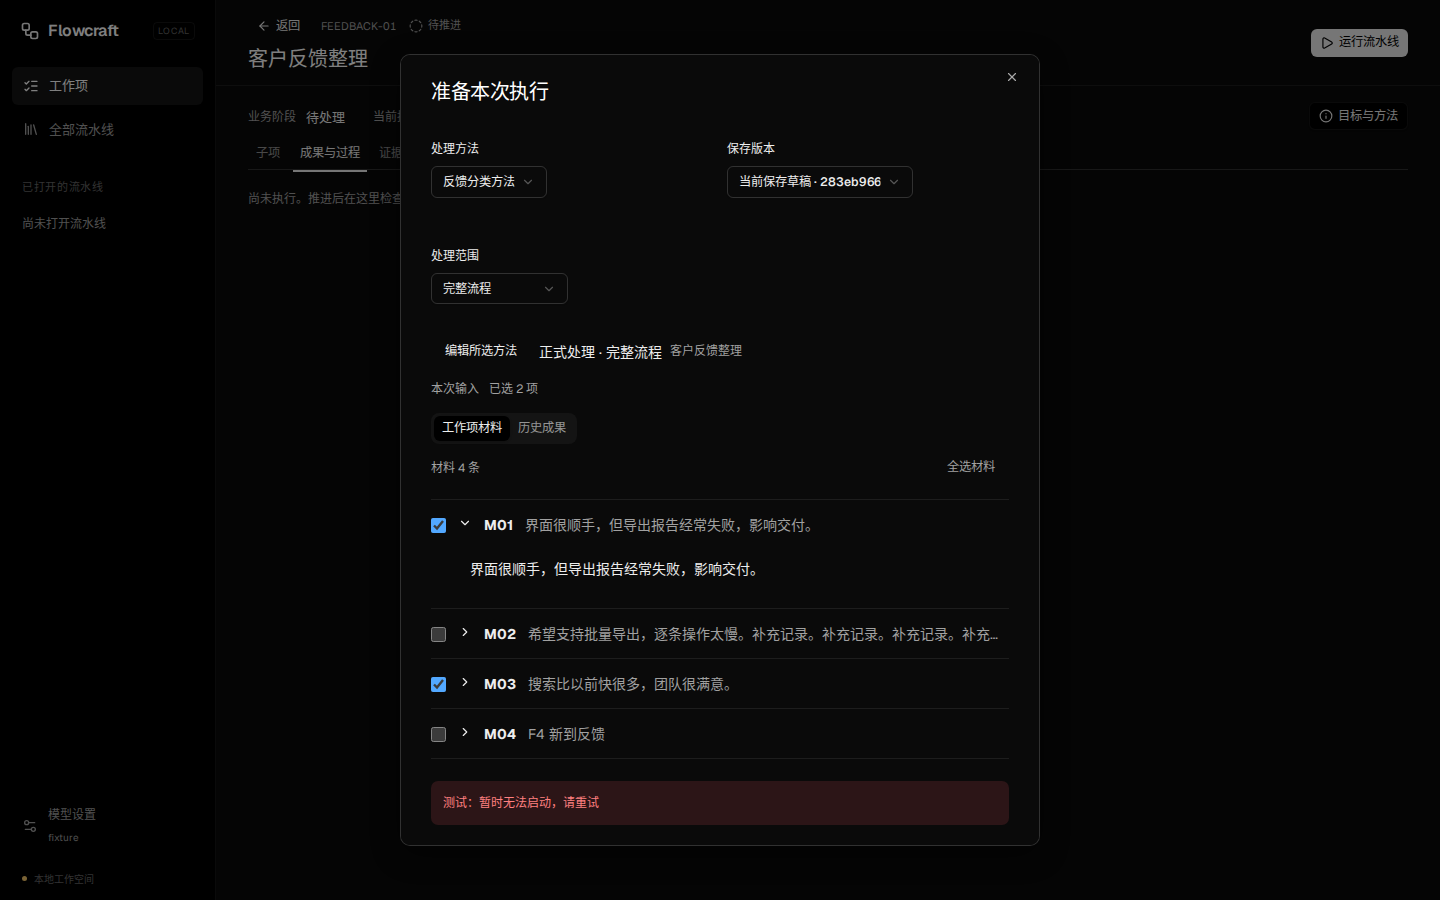 Flowcraft
LOCAL
工作项
全部流水线
已打开的流水线
尚未打开流水线
模型设置
fixture
本地工作空间
返回 FEEDBACK-01 待推进
客户反馈整理
运行流水线
业务阶段 待处理
目标与方法
子项 成果与过程
尚未执行。推进后在这里检查
准备本次执行
处理方法
保存版本
反馈分类方法
当前保存草稿 · 283eb966
处理范围
完整流程
编辑所选方法 正式处理 · 完整流程 客户反馈整理
本次输入 已选 2 项
工作项材料 历史成果
材料 4 条
全选材料
M01 界面很顺手，但导出报告经常失败，影响交付。
界面很顺手，但导出报告经常失败，影响交付。
M02 希望支持批量导出，逐条操作太慢。补充记录。补充记录。补充记录。补充...
M03 搜索比以前快很多，团队很满意。
M04 F4 新到反馈
测试：暂时无法启动，请重试